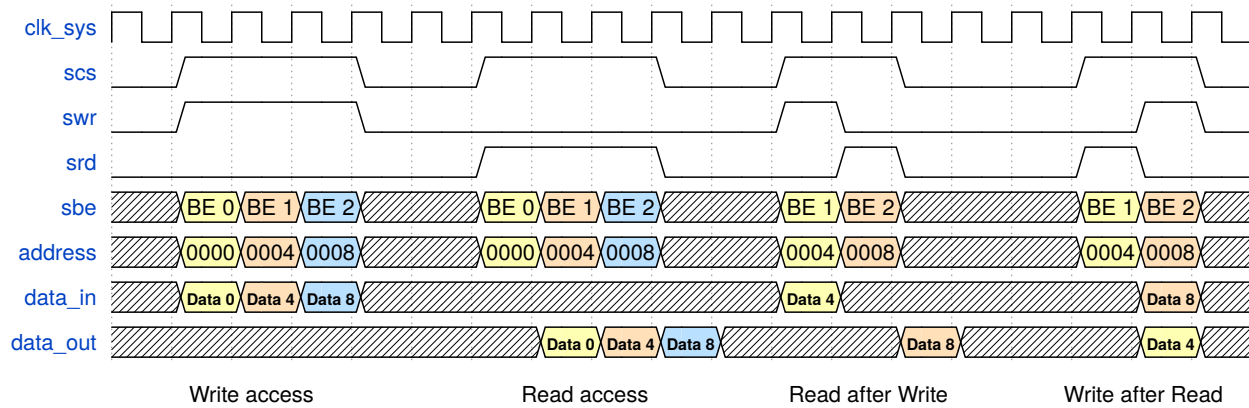 clk_sys
scs
swr
srd
sbe BE 0 BE 1 BE 2 BE 0 BE 1 BE 2 BE 1 BE 2 BE 1 BE 2
address 0000 0004 0008 0000 0004 0008 0004 0008 0004 0008
data_in Data 0 Data 4 Data 8 Data 4 Data 8
data_out Data 0 Data 4 Data 8 Data 8 Data 4
Write access Read access Read after Write Write after Read